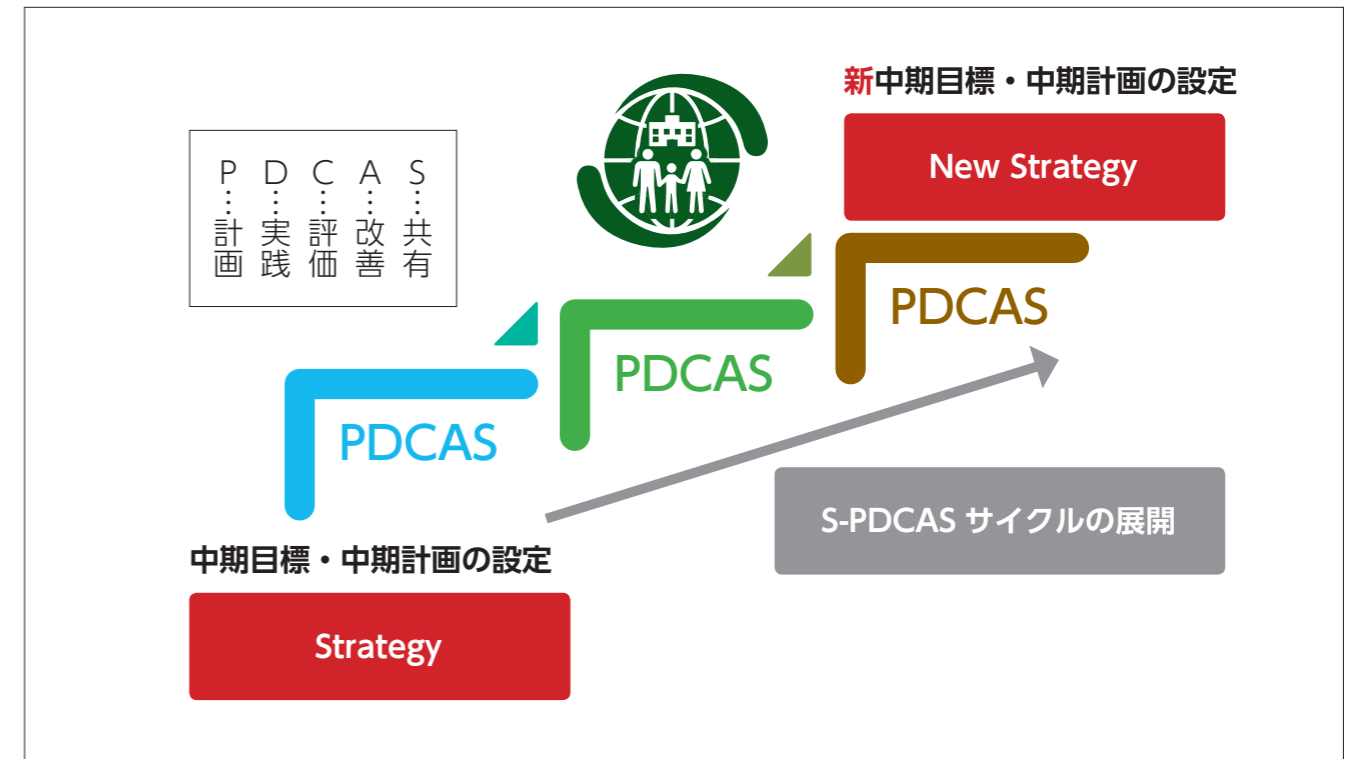 新中期目標・中期計画の設定
New Strategy
P…計画
D…実践
C…評価
A…改善
S…共有
PDCAS
PDCAS
PDCAS
S-PDCAS サイクルの展開
中期目標・中期計画の設定
Strategy